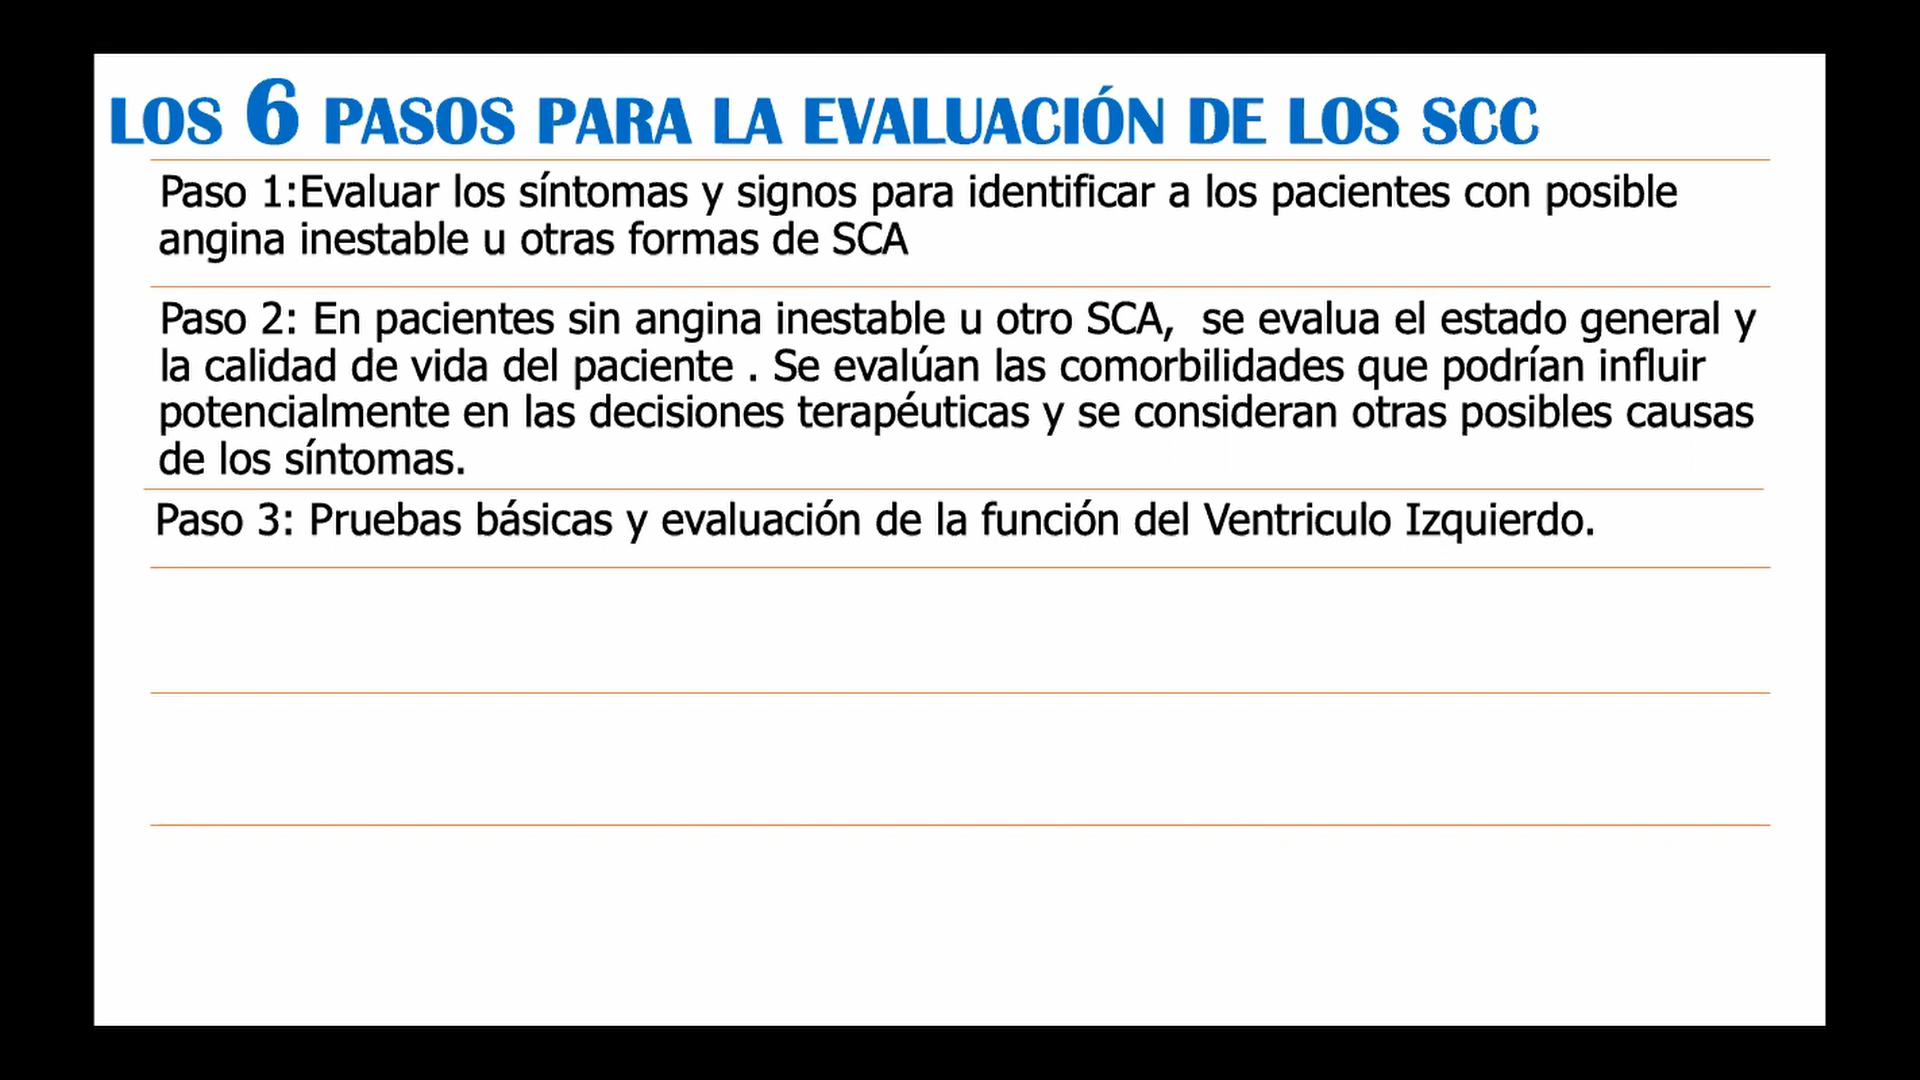 LOS 6 PASOS PARA LA EVALUACIÓN DE LOS SCC
Paso 1:Evaluar los síntomas y signos para identificar a los pacientes con posible
angina inestable u otras formas de SCA
Paso 2: En pacientes sin angina inestable u otro SCA,  se evalua el estado general y
la calidad de vida del paciente . Se evalúan las comorbilidades que podrían influir
potencialmente en las decisiones terapéuticas y se consideran otras posibles causas
de los síntomas.
Paso 3: Pruebas básicas y evaluación de la función del Ventriculo Izquierdo.